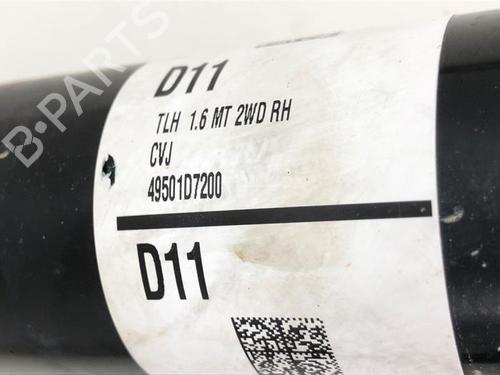 B-PARTS
D11
TLH 1.6 MT 2WD RH
CVJ
49501D7200
D11